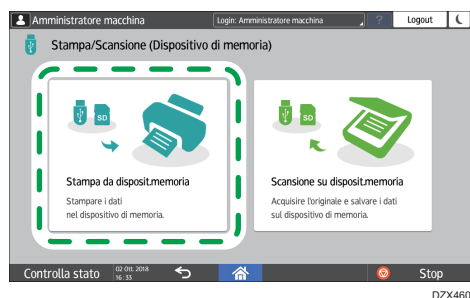 Amministratore macchina
Login: Amministratore macchina
?
Logout
Stampa/Scansione (Dispositivo di memoria)
SD
SD
Stampa da disposit.memoria
Stampare i dati
nel dispositivo di memoria.
Scansione su disposit.memoria
Acquisire l'originale e salvare i dati
sul dispositivo di memoria.
Controlla stato
02 Ott. 2018
16: 33
Stop
DZX460